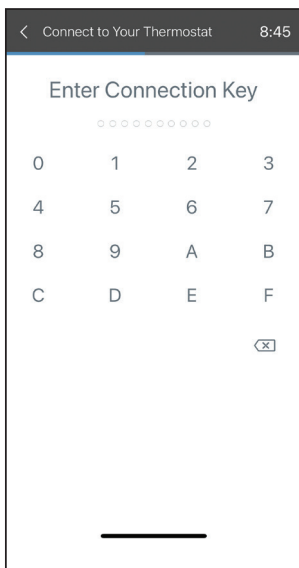 Connect to Your Thermostat 8:45
Enter Connection Key
0 1 2 3
4 5 6 7
8 9 A B
C D E F